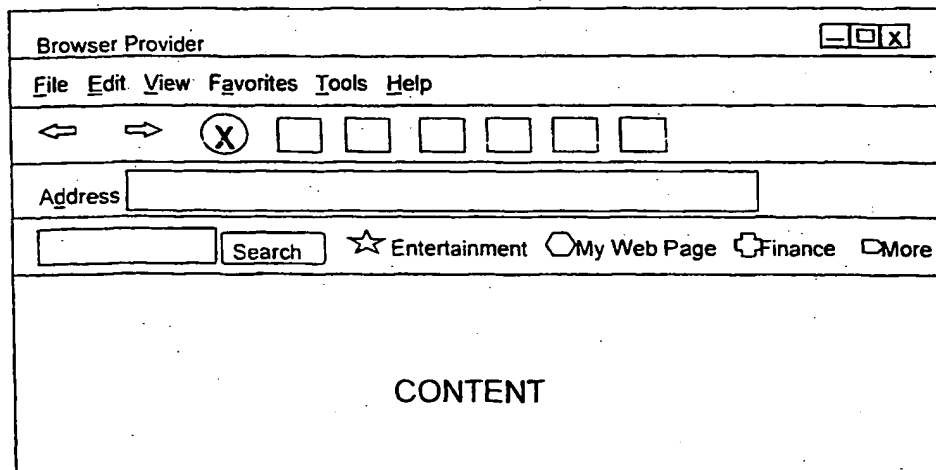 Browser Provider X
File Edit View Favorites Tools Help
X
Address
Search Entertainment My Web Page Finance More
CONTENT